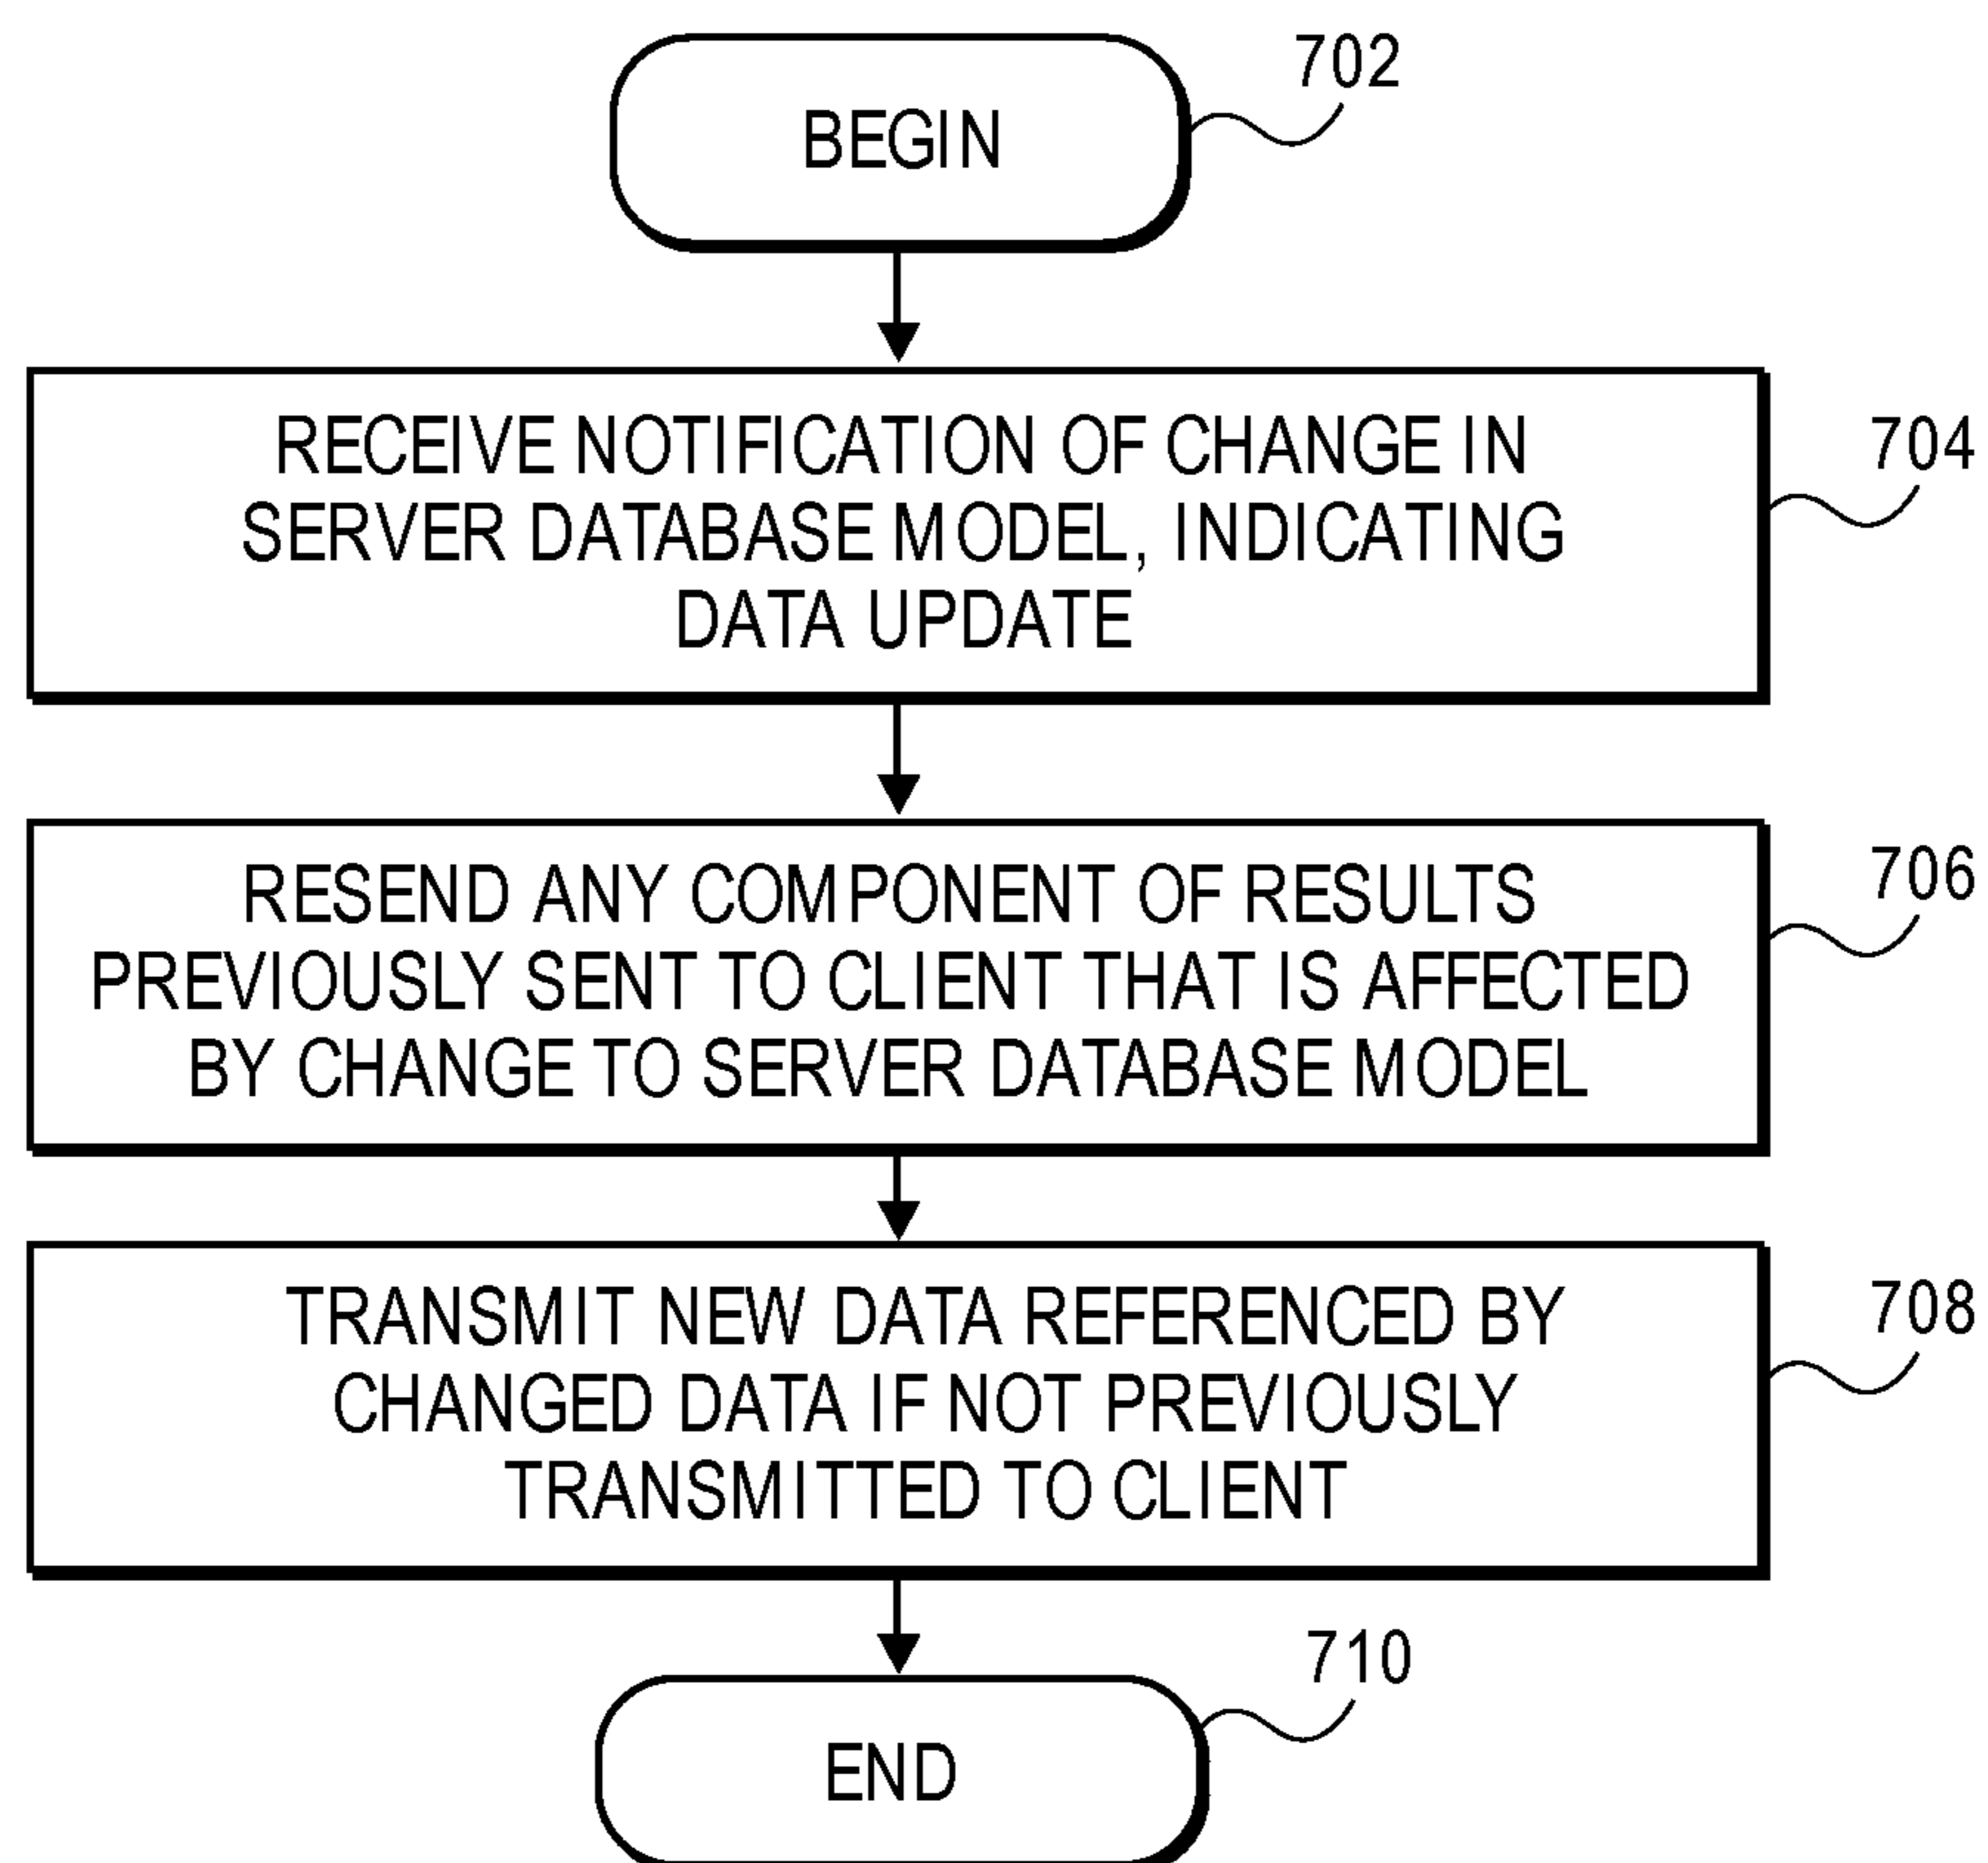 702
BEGIN
RECEIVE NOTIFICATION OF CHANGE IN
SERVER DATABASE MODEL, INDICATING
DATA UPDATE
704
RESEND ANY COMPONENT OF RESULTS
PREVIOUSLY SENT TO CLIENT THAT IS AFFECTED
BY CHANGE TO SERVER DATABASE MODEL
706
TRANSMIT NEW DATA REFERENCED BY
CHANGED DATA IF NOT PREVIOUSLY
TRANSMITTED TO CLIENT
708
710
END